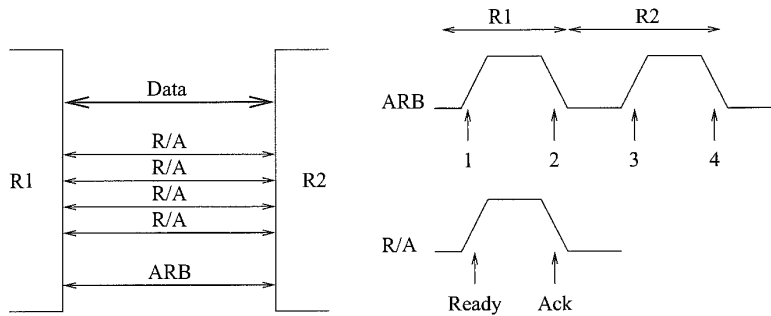 Data
R/A
R/A
R/A
R/A
ARB
R1
R2
R1 R2
ARB
1 2 3 4
R/A
Ready Ack